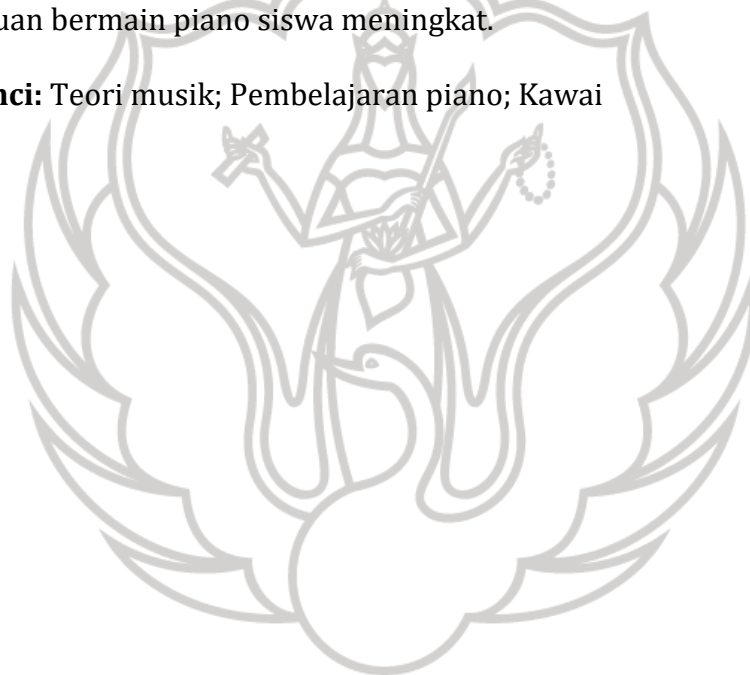 uan bermain piano siswa meningkat.
nci: Teori musik; Pembelajaran piano; Kawai